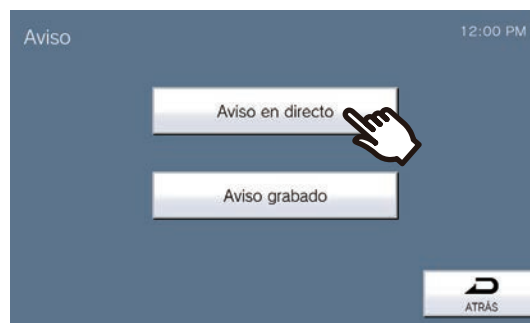 Aviso
12:00 PM
Aviso en directo
Aviso grabado
ATRÁS